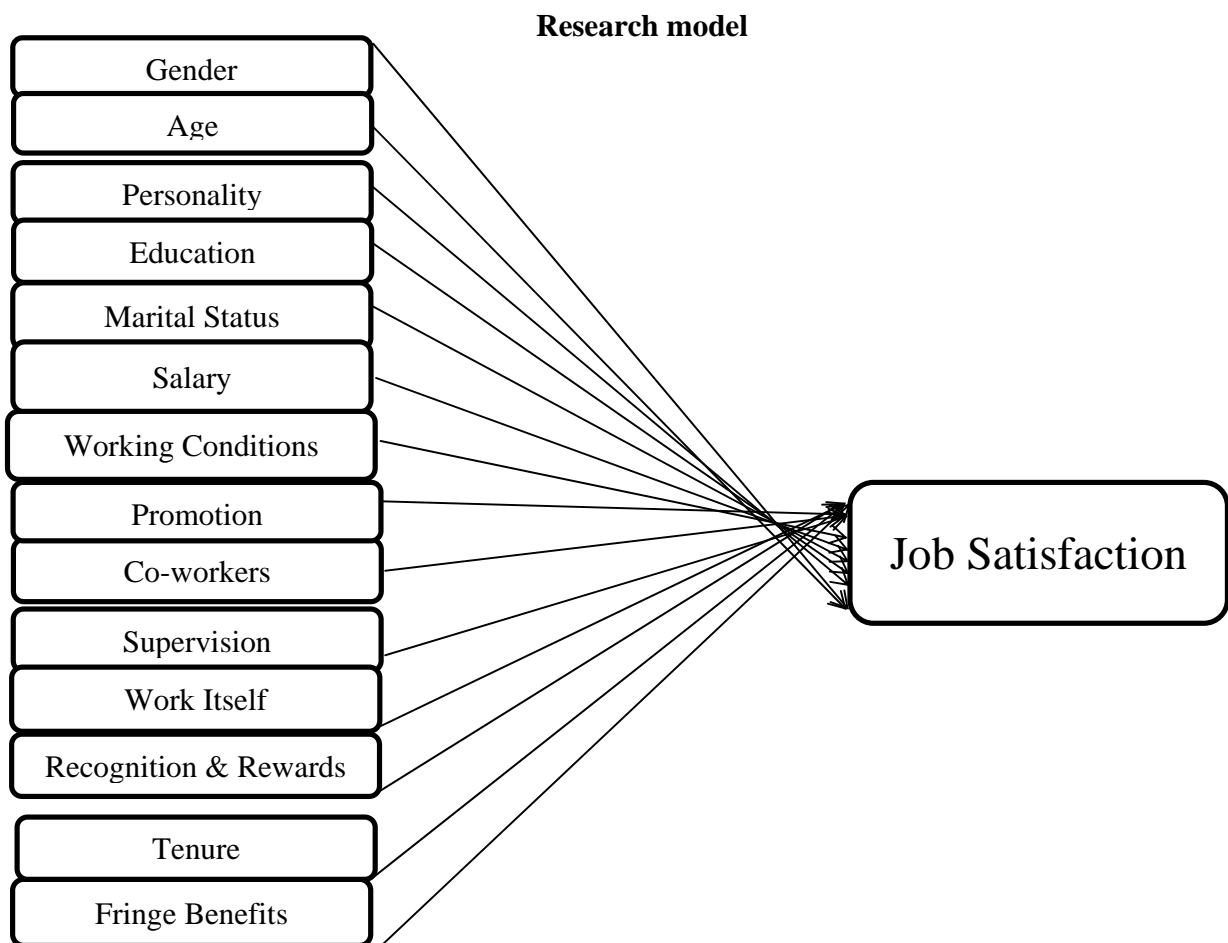 Research model
Gender
Age
Personality
Education
Marital Status
Salary
Working Conditions
Promotion
Co-workers
Supervision
Work Itself
Recognition & Rewards
Tenure
Fringe Benefits
Job Satisfaction